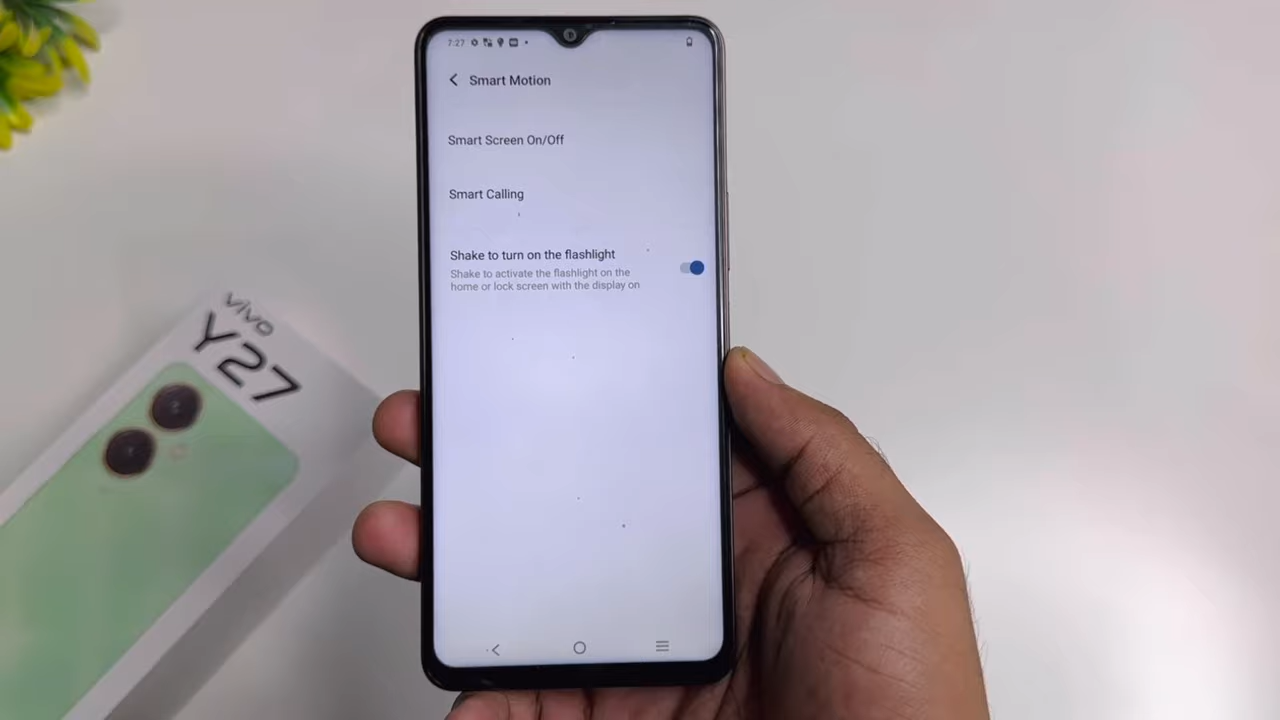 7:27
Smart Motion
Smart Screen On/Off
Smart Calling
Shake to turn on the flashlight
Shake to activate the flashlight on the
home or lock screen with the display on
vivo
Y27